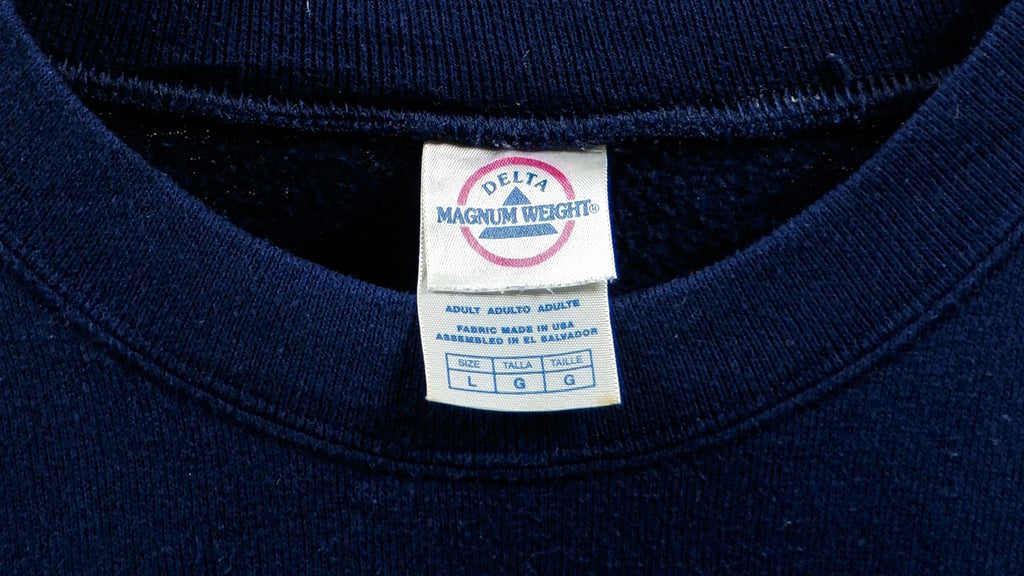 DELTA
MAGNUM WEIGHT®
ADULT ADULTO ADULTE
FABRIC MADE IN USA
ASSEMBLED IN EL SALVADOR
SIZE TALLA TAILLE
L G G